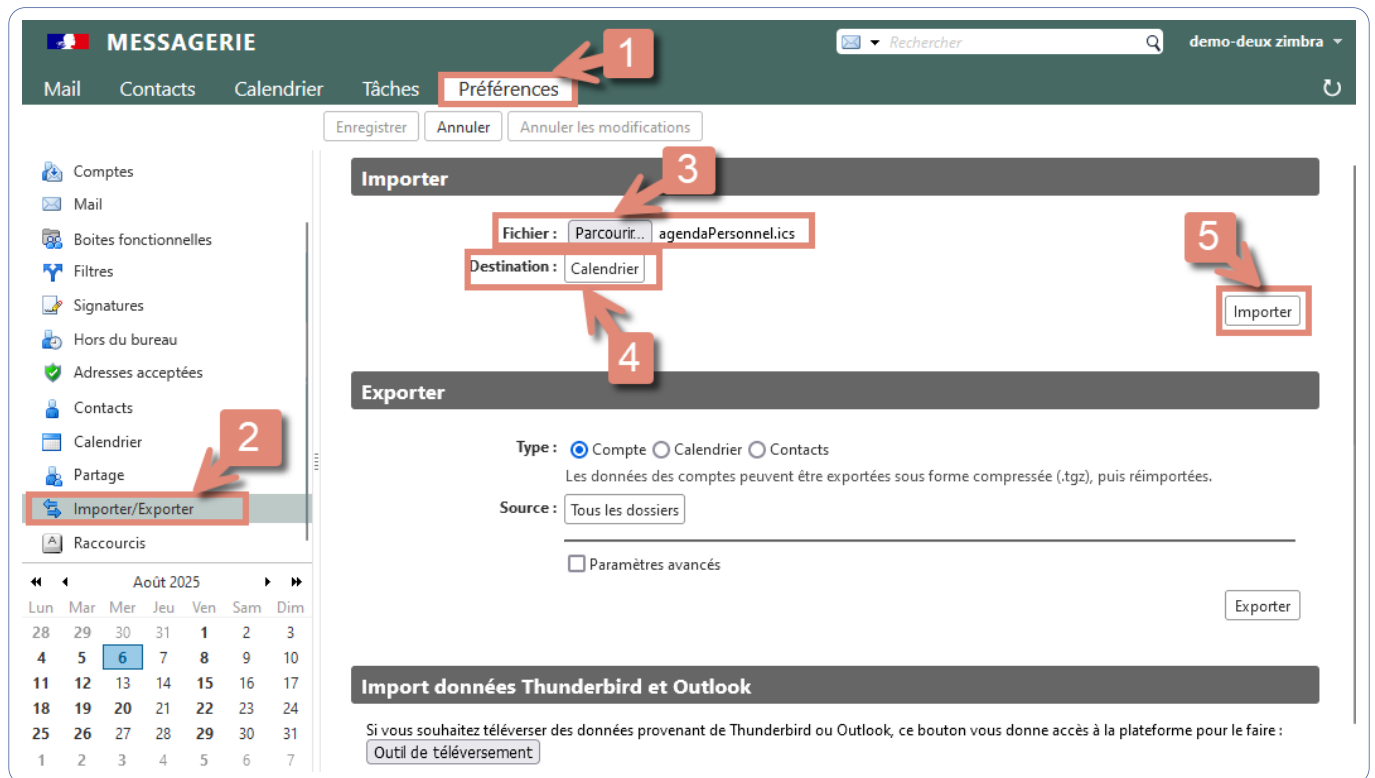 MESSAGERIE
Rechercher
demo-deux zimbra
1
Mail Contacts Calendrier Tâches Préférences
Enregistrer Annuler Annuler les modifications
Comptes
Mail
Boites fonctionnelles
Filtres
Signatures
Hors du bureau
Adresses acceptées
Contacts
Calendrier
2
Partage
Importer/Exporter
A Raccourcis
Août 2025
Lun Mar Mer Jeu Ven Sam Dim
28 29 30 31 1 2 3
4 5 6 7 8 9 10
11 12 13 14 15 16 17
18 19 20 21 22 23 24
25 26 27 28 29 30 31
1 2 3 4 5 6 7
Importer
3
Fichier : Parcourir... agendaPersonnel.ics
Destination : Calendrier
5
Importer
4
Exporter
Type : Compte Calendrier Contacts
Les données des comptes peuvent être exportées sous forme compressée (.tgz), puis réimportées.
Source : Tous les dossiers
Paramètres avancés
Exporter
Import données Thunderbird et Outlook
Si vous souhaitez téléverser des données provenant de Thunderbird ou Outlook, ce bouton vous donne accès à la plateforme pour le faire :
Outil de téléversement